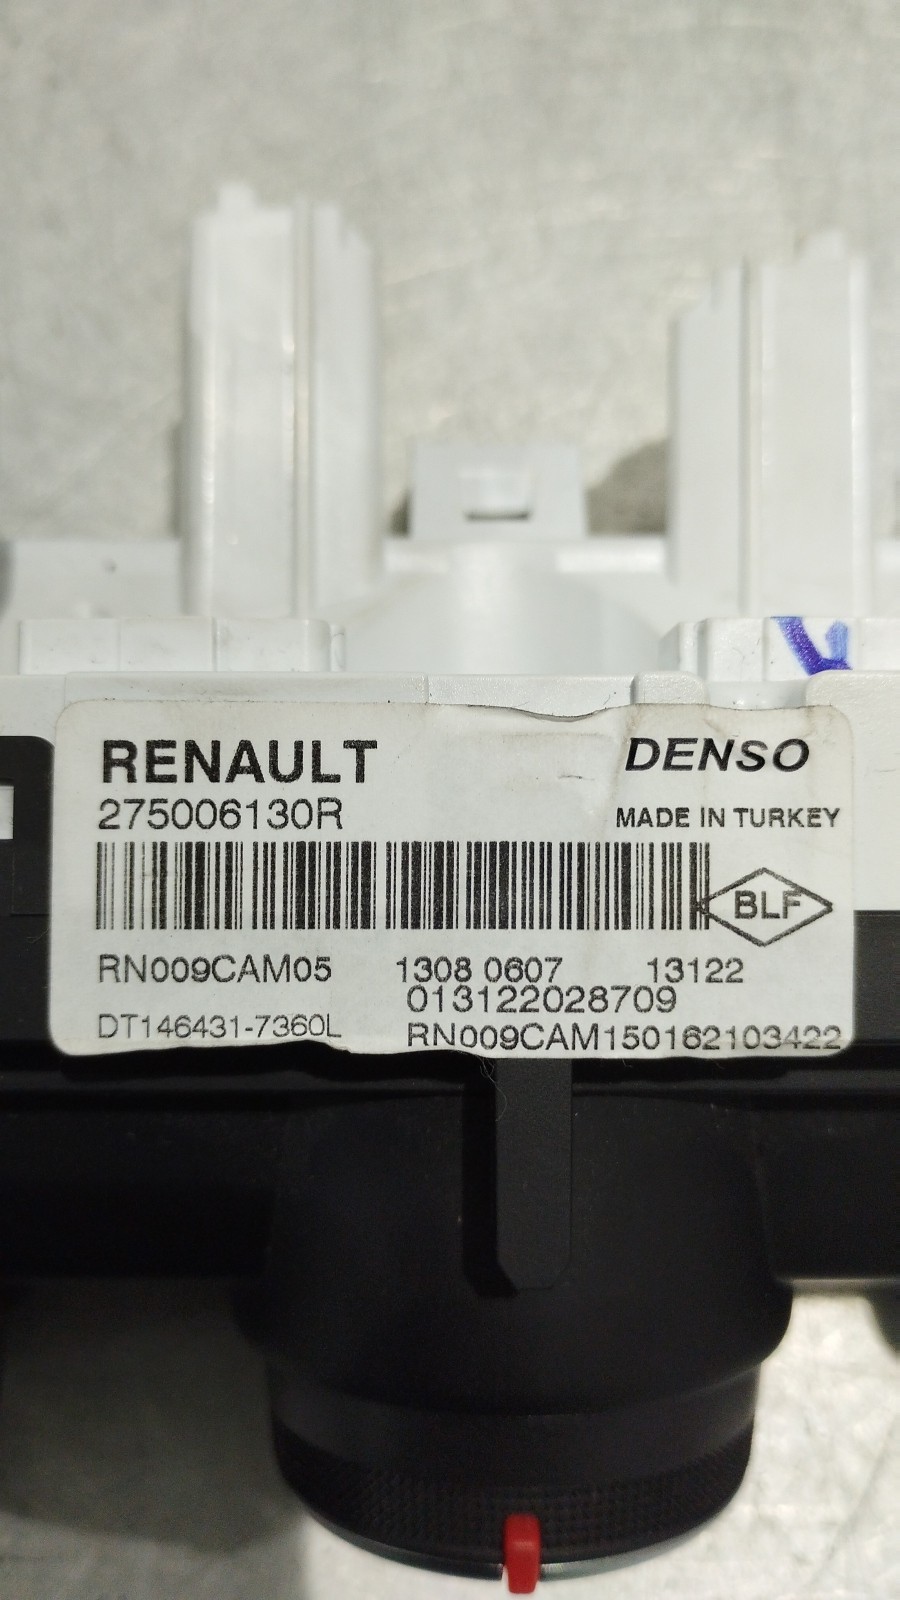 RENAULT
DENSO
275006130R
MADE IN TURKEY
BLF
RN009CAM05 1308 0607 13122
013122028709
DT146431-7360L RN009CAM150162103422